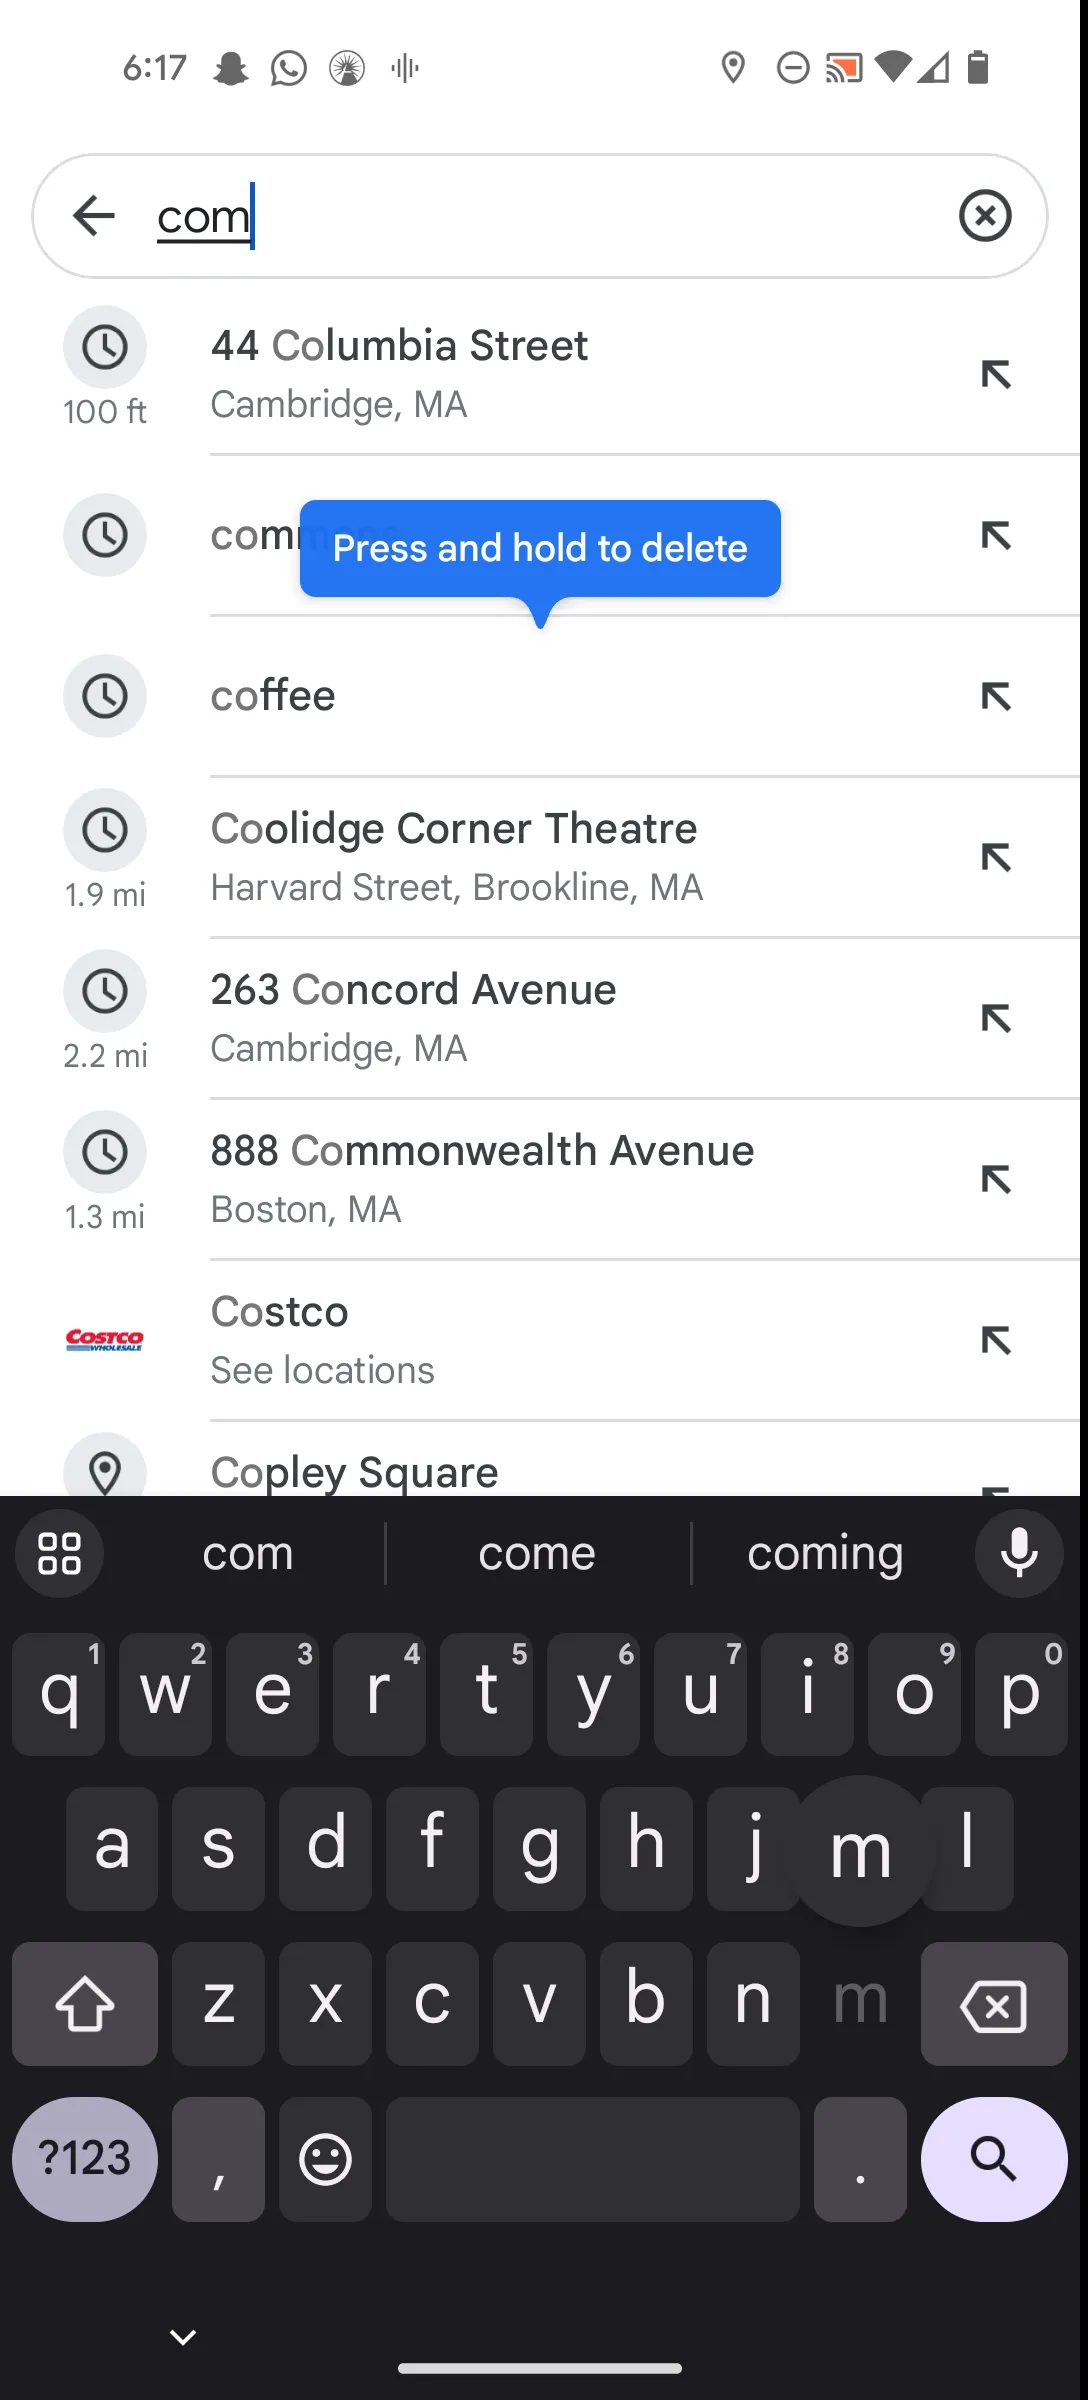 6:17
com
44 Columbia Street
100 ft
Cambridge, MA
commons
Press and hold to delete
coffee
Coolidge Corner Theatre
1.9 mi
Harvard Street, Brookline, MA
263 Concord Avenue
2.2 mi
Cambridge, MA
888 Commonwealth Avenue
1.3 mi
Boston, MA
Costco
COSTCO
WHOLESALE
See locations
Copley Square
com come coming
1 2 3 4 5 6 7 8 9 0
q w e r t y u i o p
a s d f g h j m l
z x c v b n m
?123 , .